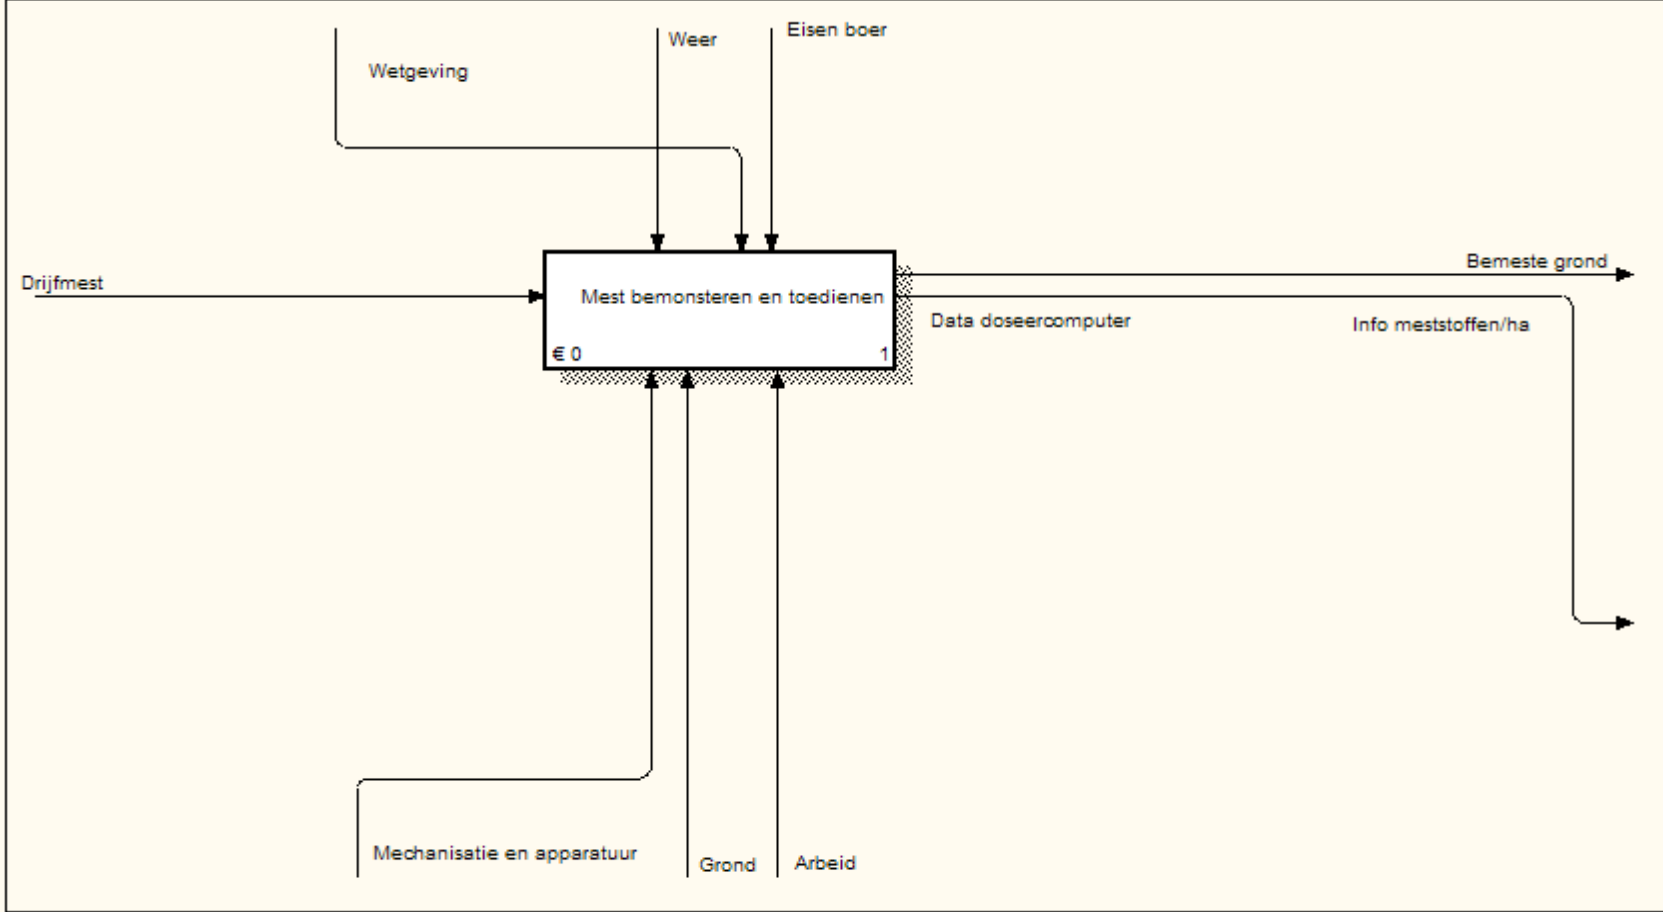 Eisen boer
Weer
Wetgeving
Bemeste grond
Drijfmest
Mest bemonsteren en toedienen
Data doseercomputer
Info meststoffen/ha
€ 0
1
Mechanisatie en apparatuur
Grond
Arbeid